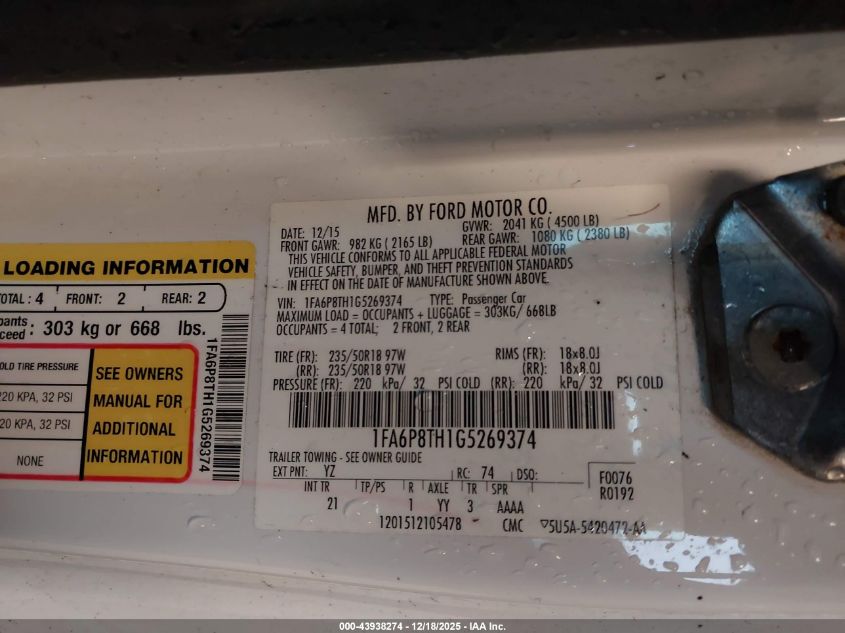 MFD. BY FORD MOTOR CO.
DATE: 12/15 GVWR: 2041 KG ( 4500 LB)
FRONT GAWR: 982 KG ( 2165 LB) REAR GAWR: 1080 KG ( 2380 LB)
THIS VEHICLE CONFORMS TO ALL APPLICABLE FEDERAL MOTOR
VEHICLE SAFETY, BUMPER, AND THEFT PREVENTION STANDARDS
IN EFFECT ON THE DATE OF MANUFACTURE SHOWN ABOVE.
VIN: 1FA6P8TH1G5269374 TYPE: Passenger Car
MAXIMUM LOAD = OCCUPANTS + LUGGAGE = 303KG/ 668LB
OCCUPANTS = 4 TOTAL; 2 FRONT, 2 REAR
TIRE (FR): 235/50R18 97W RIMS (FR): 18x8.0J
(RR): 235/50R18 97W (RR): 18x8.0J
PRESSURE (FR): 220 kPa/ 32 PSI COLD (RR): 220 kPa/ 32 PSI COLD
1FA6P8TH1G5269374
TRAILER TOWING - SEE OWNER GUIDE
EXT PNT: YZ RC: 74 DSO: F0076
INT TR TP/PS R AXLE TR SPR R0192
21 1 YY 3 AAAA
1201512105478 CMC ▽5U5A-5420472-AA
LOADING INFORMATION
TOTAL : 4 FRONT: 2 REAR: 2
303 kg or 668 lbs.
TIRE PRESSURE
KPA, 32 PSI
KPA, 32 PSI
NONE
SEE OWNERS
MANUAL FOR
ADDITIONAL
INFORMATION
1FA6P8TH1G5269374
000-43938274 - 12/18/2025 - IAA Inc.